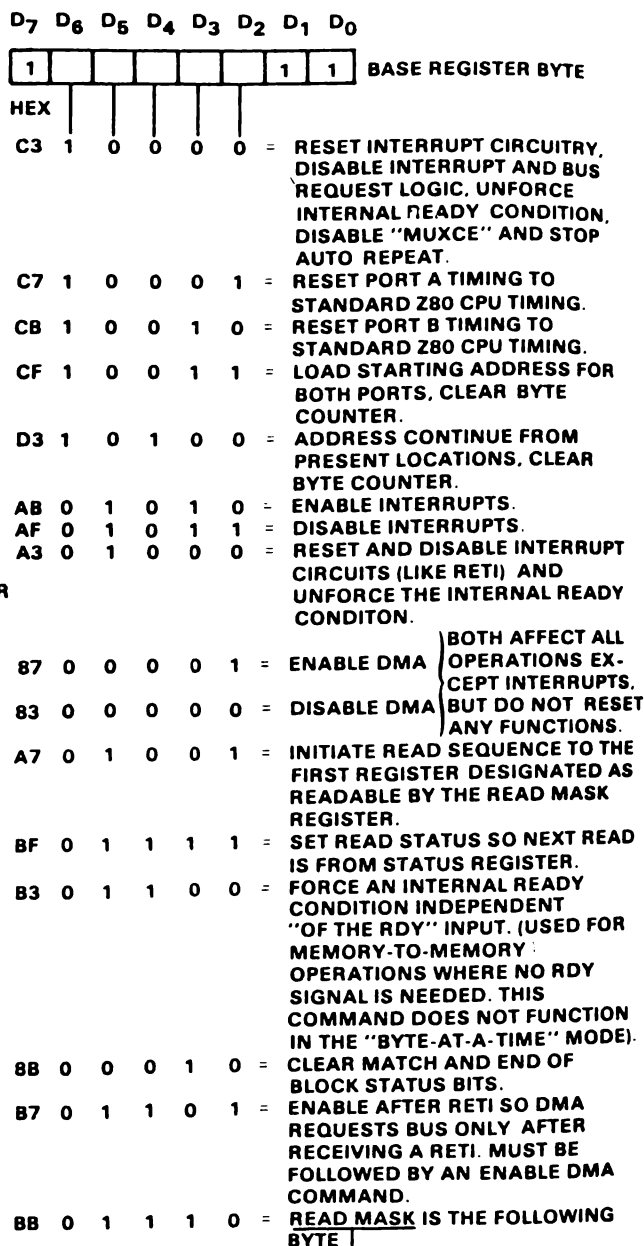 D7 D6 D5 D4 D3 D2 D1 D0
1 1 1 BASE REGISTER BYTE
HEX
C3 1 0 0 0 0 = RESET INTERRUPT CIRCUITRY,
DISABLE INTERRUPT AND BUS
REQUEST LOGIC, UNFORCE
INTERNAL READY CONDITION,
DISABLE "MUXCE" AND STOP
AUTO REPEAT.
C7 1 0 0 0 1 = RESET PORT A TIMING TO
STANDARD Z80 CPU TIMING.
CB 1 0 0 1 0 = RESET PORT B TIMING TO
STANDARD Z80 CPU TIMING.
CF 1 0 0 1 1 = LOAD STARTING ADDRESS FOR
BOTH PORTS, CLEAR BYTE
COUNTER.
D3 1 0 1 0 0 = ADDRESS CONTINUE FROM
PRESENT LOCATIONS, CLEAR
BYTE COUNTER.
AB 0 1 0 1 0 = ENABLE INTERRUPTS.
AF 0 1 0 1 1 = DISABLE INTERRUPTS.
A3 0 1 0 0 0 = RESET AND DISABLE INTERRUPT
CIRCUITS (LIKE RETI) AND
R UNFORCE THE INTERNAL READY
CONDITON.
87 0 0 0 0 1 = ENABLE DMA
83 0 0 0 0 0 = DISABLE DMA
BOTH AFFECT ALL
OPERATIONS EX-
CEPT INTERRUPTS,
BUT DO NOT RESET
ANY FUNCTIONS.
A7 0 1 0 0 1 = INITIATE READ SEQUENCE TO THE
FIRST REGISTER DESIGNATED AS
READABLE BY THE READ MASK
REGISTER.
BF 0 1 1 1 1 = SET READ STATUS SO NEXT READ
IS FROM STATUS REGISTER.
B3 0 1 1 0 0 = FORCE AN INTERNAL READY
CONDITION INDEPENDENT
"OF THE RDY" INPUT. (USED FOR
MEMORY-TO-MEMORY
OPERATIONS WHERE NO RDY
SIGNAL IS NEEDED. THIS
COMMAND DOES NOT FUNCTION
IN THE "BYTE-AT-A-TIME" MODE).
8B 0 0 0 1 0 = CLEAR MATCH AND END OF
BLOCK STATUS BITS.
B7 0 1 1 0 1 = ENABLE AFTER RETI SO DMA
REQUESTS BUS ONLY AFTER
RECEIVING A RETI. MUST BE
FOLLOWED BY AN ENABLE DMA
COMMAND.
BB 0 1 1 1 0 = READ MASK IS THE FOLLOWING
BYTE